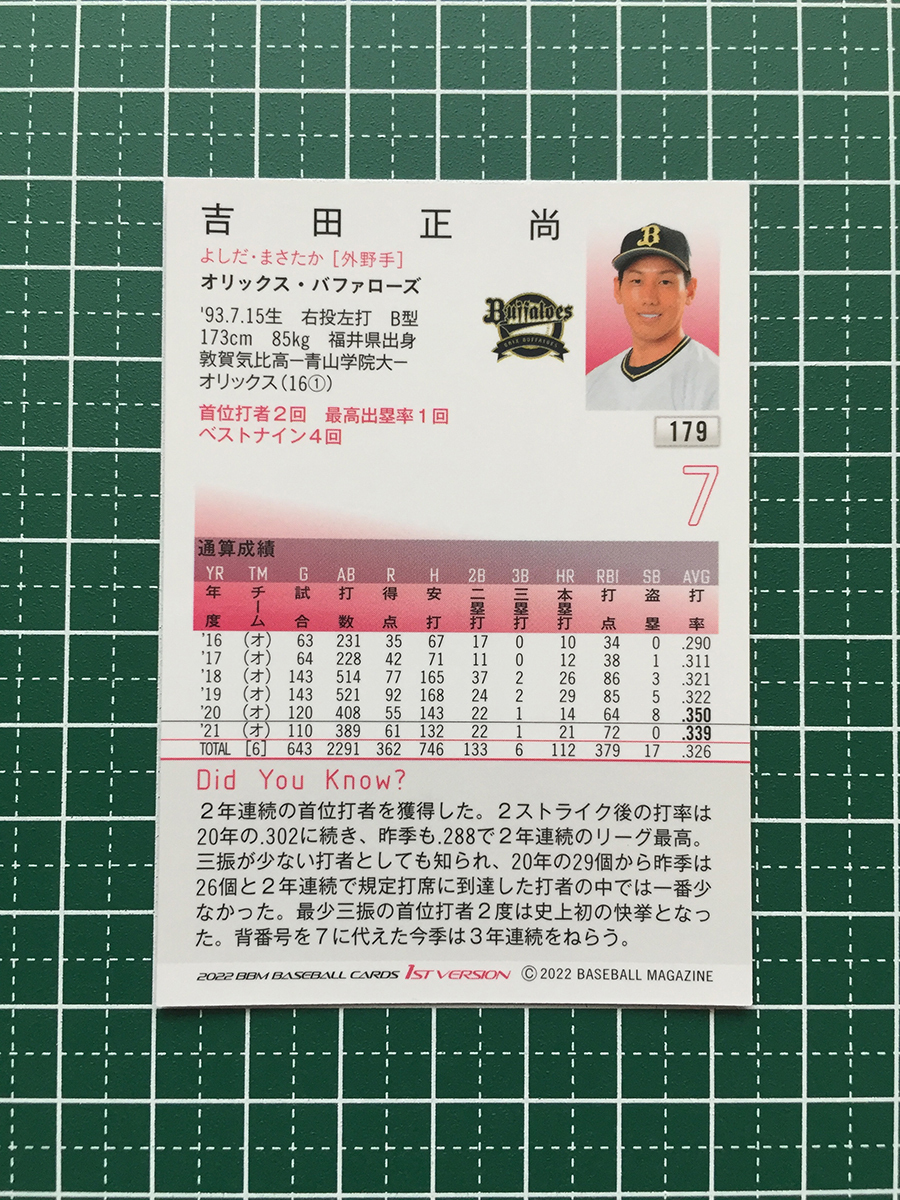 吉田正尚
よしだ・まさたか [外野手]
オリックス・バファローズ
'93.7.15生　右投左打　B型
173cm　85kg　福井県出身
敦賀気比高ー青山学院大ー
オリックス(16①)
首位打者2回　最高出塁率1回
ベストナイン4回
B
Buffaloes
ORIX BUFFALOES
179
7
通算成績
YR TM G AB R H 2B 3B HR RBI SB AVG
年度 チーム 試合 打数 得点 安打 二塁打 三塁打 本塁打 打点 盗塁 打率
'16 (オ) 63 231 35 67 17 0 10 34 0 .290
'17 (オ) 64 228 42 71 11 0 12 38 1 .311
'18 (オ) 143 514 77 165 37 2 26 86 3 .321
'19 (オ) 143 521 92 168 24 2 29 85 5 .322
'20 (オ) 120 408 55 143 22 1 14 64 8 .350
'21 (オ) 110 389 61 132 22 1 21 72 0 .339
TOTAL [6] 643 2291 362 746 133 6 112 379 17 .326
Did You Know?
2年連続の首位打者を獲得した。2ストライク後の打率は
20年の.302に続き、昨季も.288で2年連続のリーグ最高。
三振が少ない打者としても知られ、20年の29個から昨季は
26個と2年連続で規定打席に到達した打者の中では一番少
なかった。最少三振の首位打者2度は史上初の快挙となっ
た。背番号を7に代えた今季は3年連続をねらう。
2022 BBM BASEBALL CARDS 1ST VERSION ©2022 BASEBALL MAGAZINE